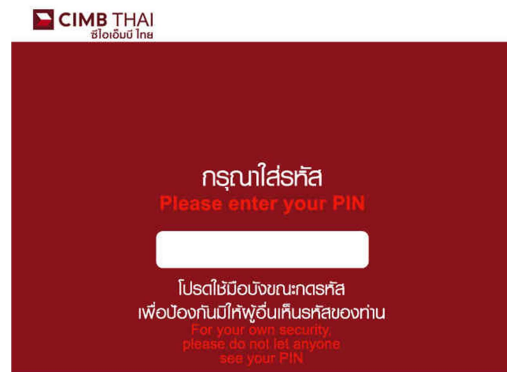 CIMB THAI
ซีไอเอ็มบี ไทย
กรุณาใส่รหัส
Please enter your PIN
โปรดใช้มือบังขณะกดรหัส
เพื่อป้องกันมิให้ผู้อื่นเห็นรหัสของท่าน
For your own security,
please do not let anyone
see your PIN